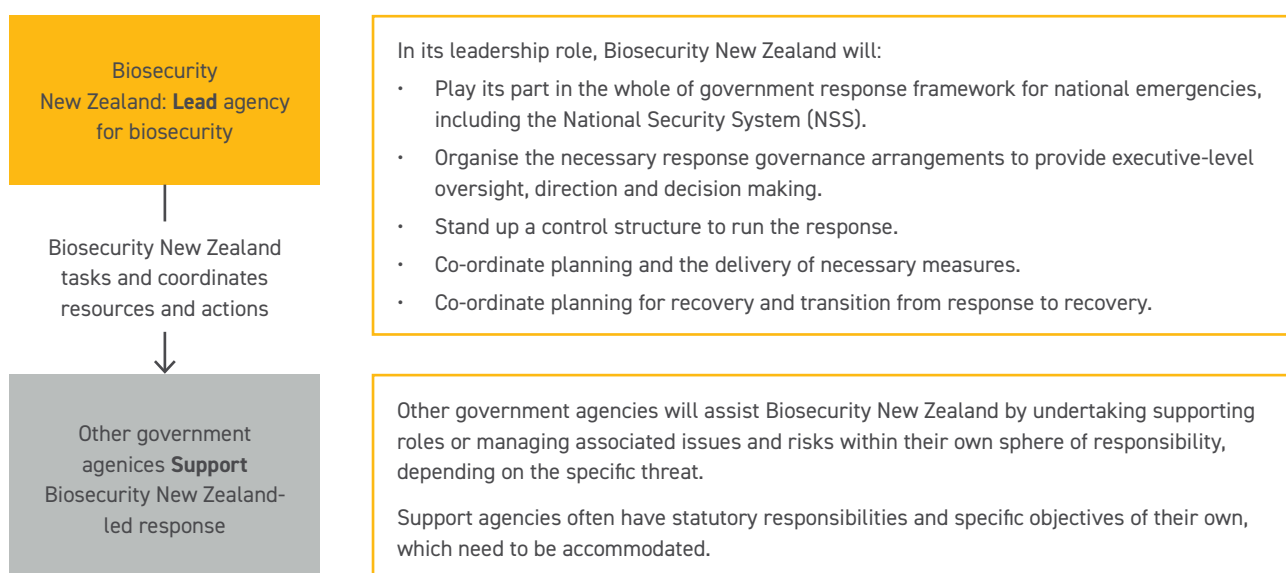 Biosecurity
New Zealand: Lead agency
for biosecurity
In its leadership role, Biosecurity New Zealand will:
· Play its part in the whole of government response framework for national emergencies,
including the National Security System (NSS).
· Organise the necessary response governance arrangements to provide executive-level
oversight, direction and decision making.
· Stand up a control structure to run the response.
· Co-ordinate planning and the delivery of necessary measures.
· Co-ordinate planning for recovery and transition from response to recovery.
Biosecurity New Zealand
tasks and coordinates
resources and actions
Other government
agenices Support
Biosecurity New Zealand-
led response
Other government agencies will assist Biosecurity New Zealand by undertaking supporting
roles or managing associated issues and risks within their own sphere of responsibility,
depending on the specific threat.
Support agencies often have statutory responsibilities and specific objectives of their own,
which need to be accommodated.